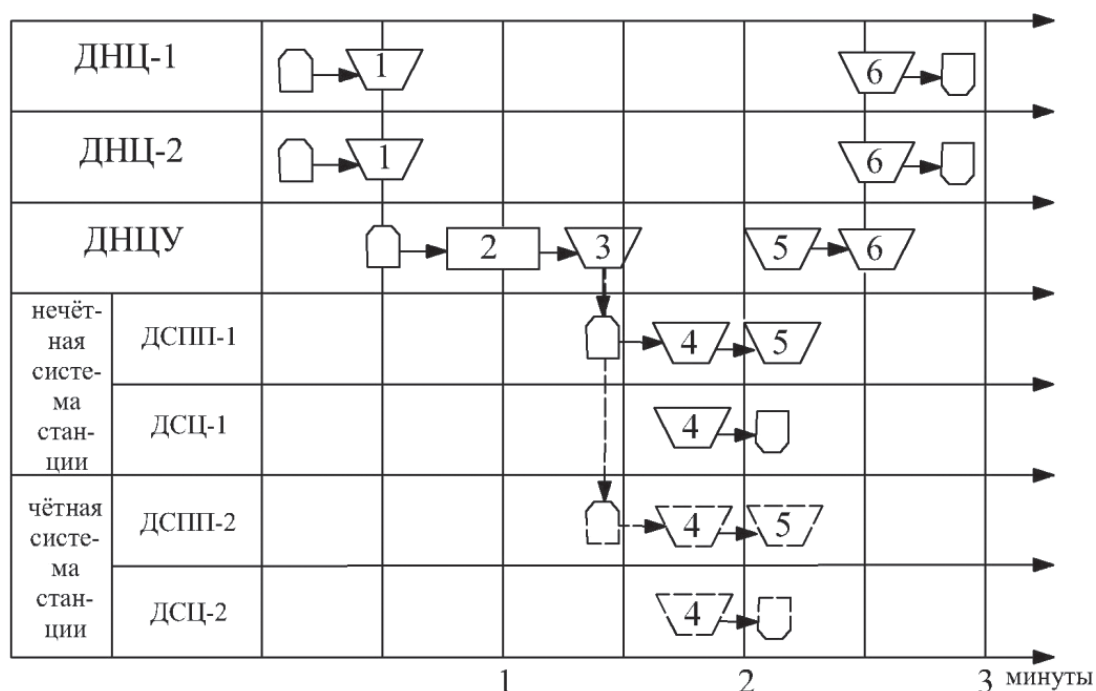 ДНЦ-1
1
6
ДНЦ-2
1
6
ДНЦУ
2
3
5
6
нечёт-
ная
систе-
ма
стан-
ции
ДСПП-1
4
5
ДСЦ-1
4
чётная
систе-
ма
стан-
ции
ДСПП-2
4
5
ДСЦ-2
4
1
2
3 минуты